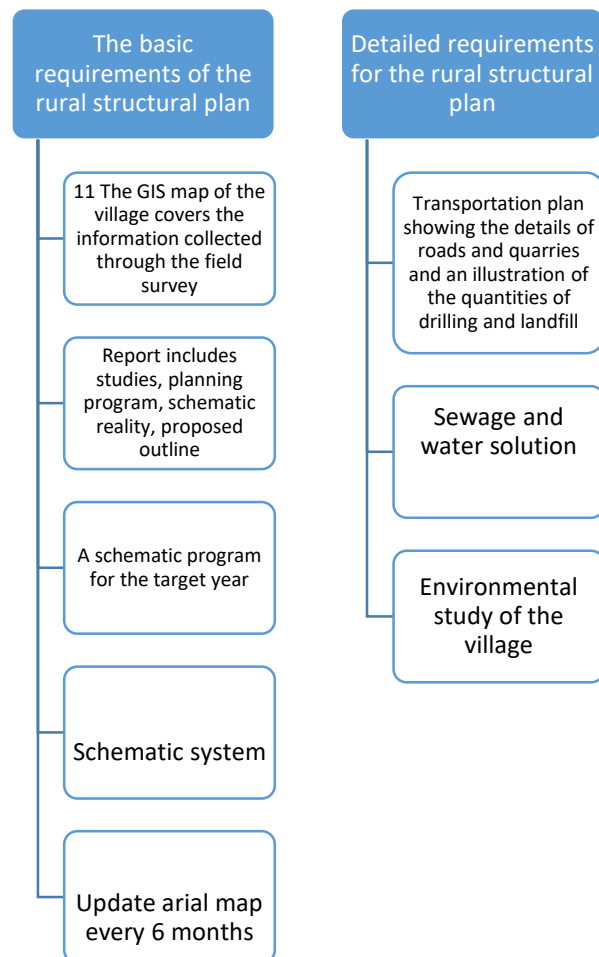 The basic
requirements of the
rural structural plan
11 The GIS map of the
village covers the
information collected
through the field
survey
Report includes
studies, planning
program, schematic
reality, proposed
outline
A schematic program
for the target year
Schematic system
Update arial map
every 6 months
Detailed requirements
for the rural structural
plan
Transportation plan
showing the details of
roads and quarries
and an illustration of
the quantities of
drilling and landfill
Sewage and
water solution
Environmental
study of the
village